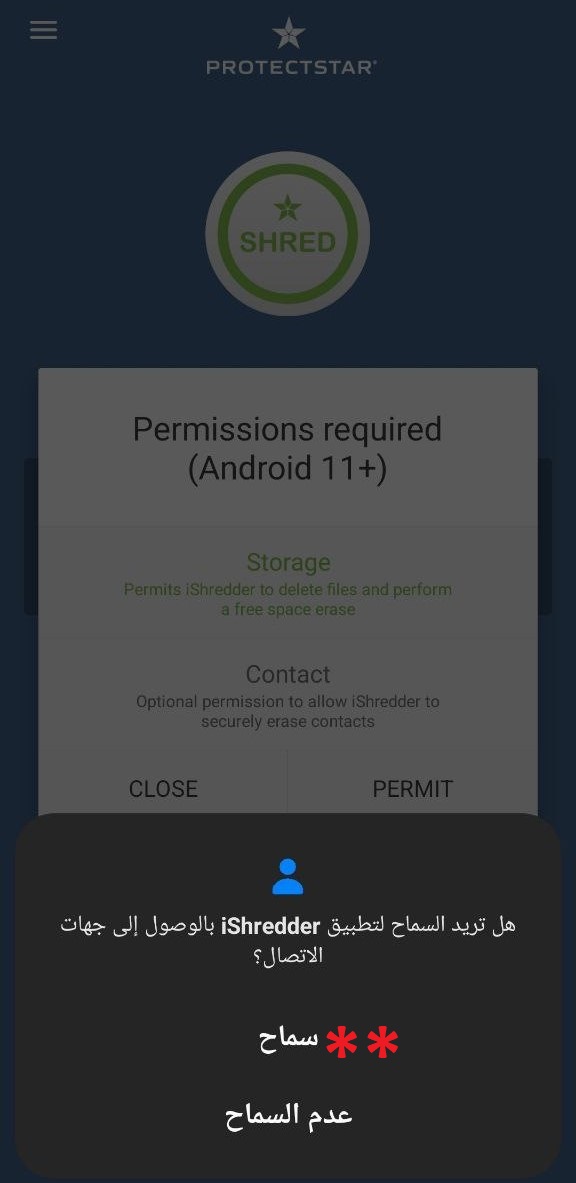 PROTECTSTAR®
SHRED
Permissions required
(Android 11+)
Storage
Permits iShredder to delete files and perform
a free space erase
Contact
Optional permission to allow iShredder to
securely erase contacts
CLOSE
PERMIT
هل تريد السماح لتطبيق iShredder بالوصول إلى جهات
الاتصال؟
** سماح
عدم السماح